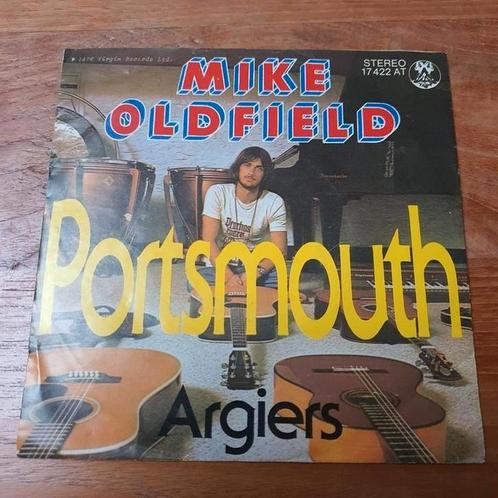 1976 Virgin Records Ltd.
STEREO
17 422 AT
MIKE
OLDFIELD
Portsmouth
Argiers